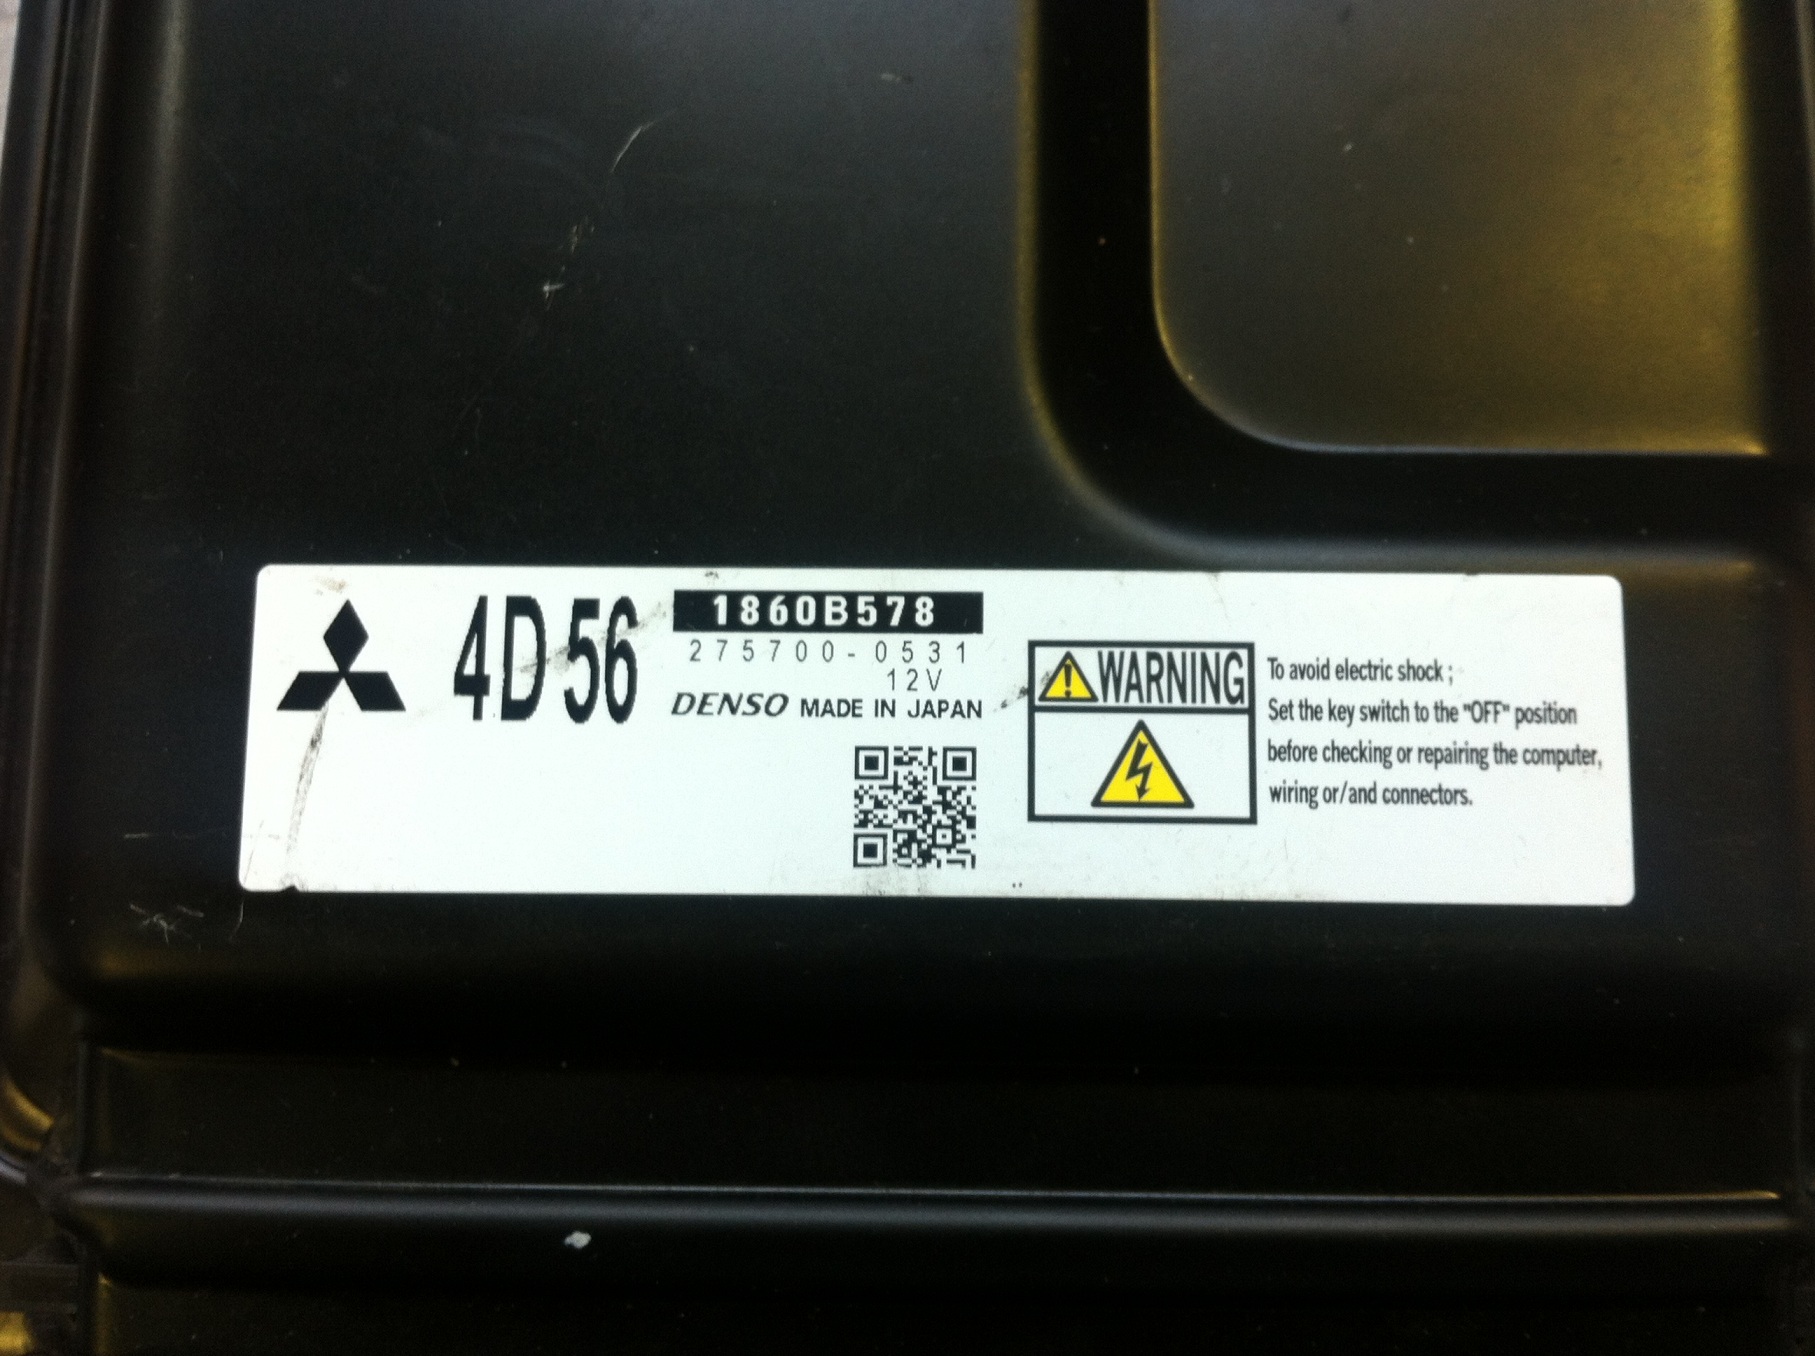 4D56
1860B578
275700-0531
12V
DENSO MADE IN JAPAN
WARNING
To avoid electric shock ;
Set the key switch to the "OFF" position
before checking or repairing the computer,
wiring or/and connectors.